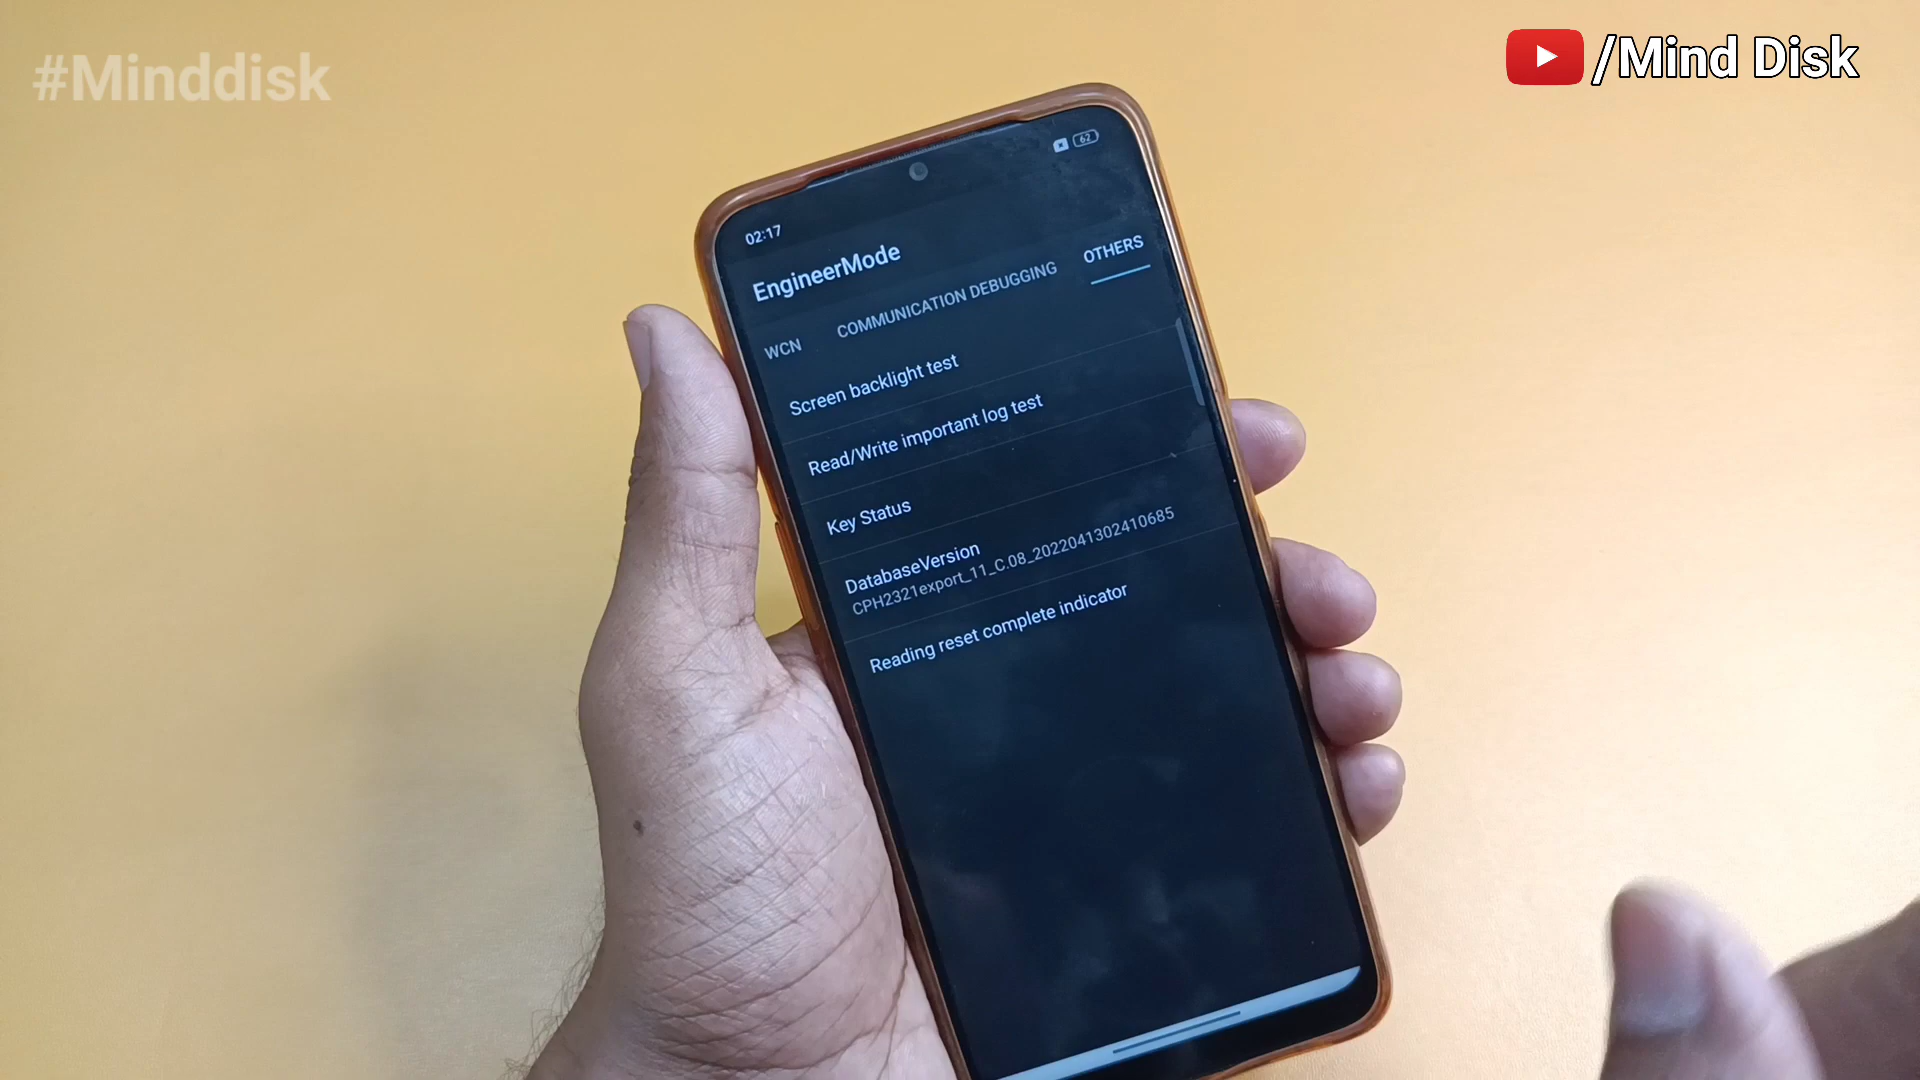 #Minddisk
/Mind Disk
02:17
62
EngineerMode
WCN COMMUNICATION DEBUGGING OTHERS
Screen backlight test
Read/Write important log test
Key Status
DatabaseVersion
CPH2321export_11_C.08_2022041302410685
Reading reset complete indicator